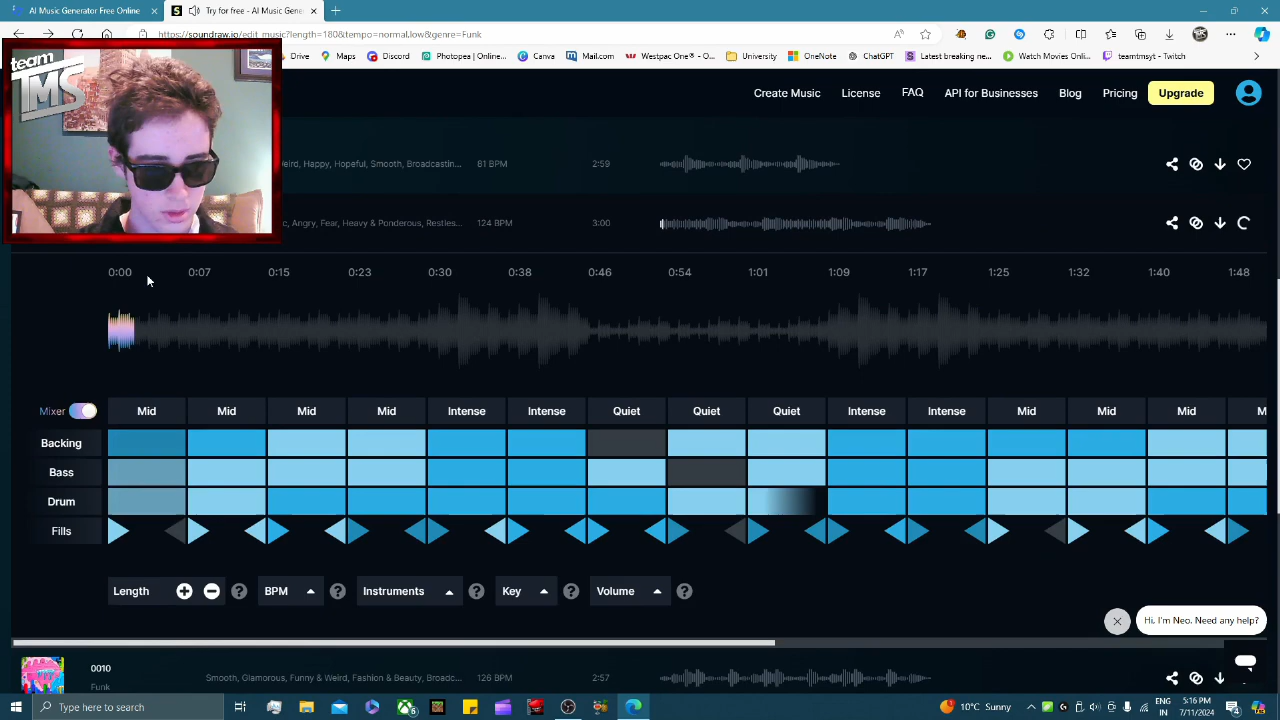 AI Music Generator Free Online
Try for free - AI Music Gener
https://soundraw.io/edit_music?length=180&tempo=normal.low&genre=Funk
Drive
Maps
Discord
Photopea | Online...
Canva
Mail.com
Westpac One® - O...
OneNote
ChatGPT
Latest breaking ne...
Watch Movies Onl...
teamtmsyt - Twitch
team
TMS
Create Music
License
FAQ
API for Businesses
Blog
Pricing
Upgrade
eird, Happy, Hopeful, Smooth, Broadcastin...
81 BPM
2:59
c, Angry, Fear, Heavy & Ponderous, Restles...
124 BPM
3:00
0:00
0:07
0:15
0:23
0:30
0:38
0:46
0:54
1:01
1:09
1:17
1:25
1:32
1:40
1:48
Mixer
Mid
Mid
Mid
Mid
Intense
Intense
Quiet
Quiet
Quiet
Intense
Intense
Mid
Mid
Mid
M
Backing
Bass
Drum
Fills
Length
BPM
Instruments
Key
Volume
Hi, I'm Neo. Need any help?
0010
Funk
Smooth, Glamorous, Funny & Weird, Fashion & Beauty, Broadc...
126 BPM
2:57
Type here to search
10°C Sunny
ENG
IN
5:16 PM
7/11/2024